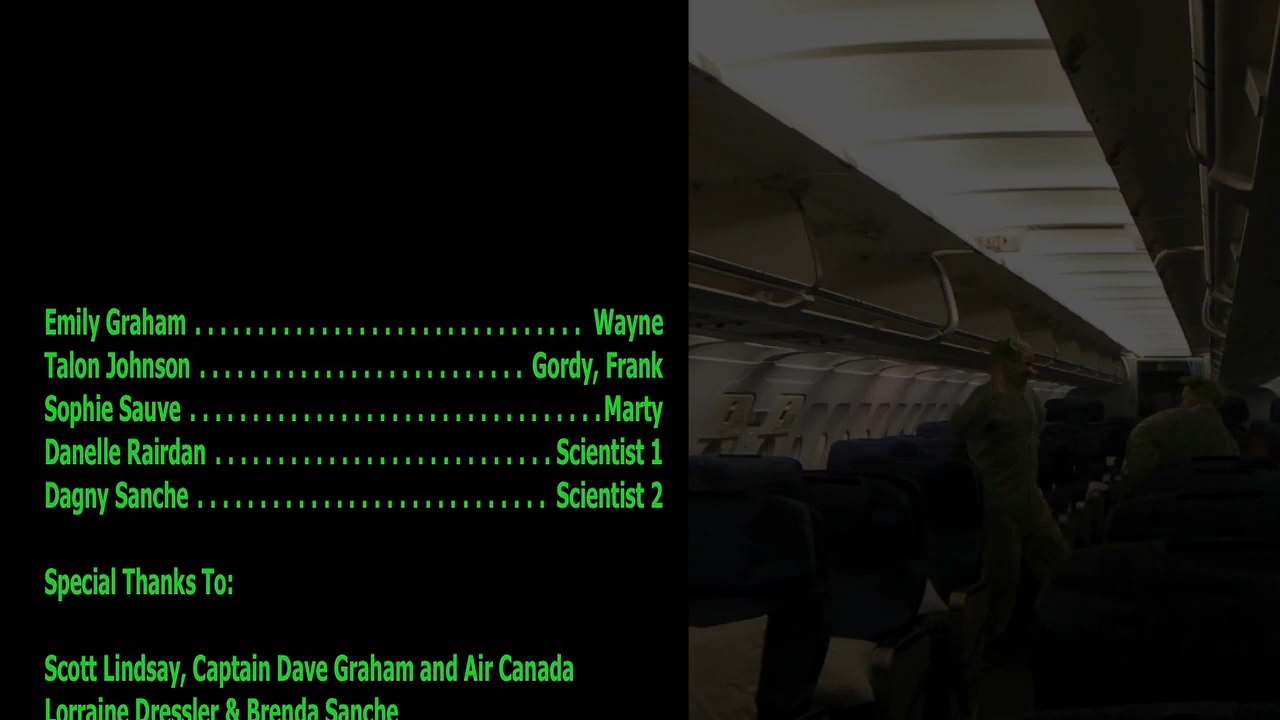 Emily Graham . . . . . . . . . . . . . . . . . . . . . . . . . . . . . . . Wayne
Talon Johnson . . . . . . . . . . . . . . . . . . . . . . . . . . Gordy, Frank
Sophie Sauve . . . . . . . . . . . . . . . . . . . . . . . . . . . . . . . . . Marty
Danelle Rairdan . . . . . . . . . . . . . . . . . . . . . . . . . . . Scientist 1
Dagny Sanche . . . . . . . . . . . . . . . . . . . . . . . . . . . . Scientist 2
Special Thanks To:
Scott Lindsay, Captain Dave Graham and Air Canada
Lorraine Dressler & Brenda Sanche
EXIT